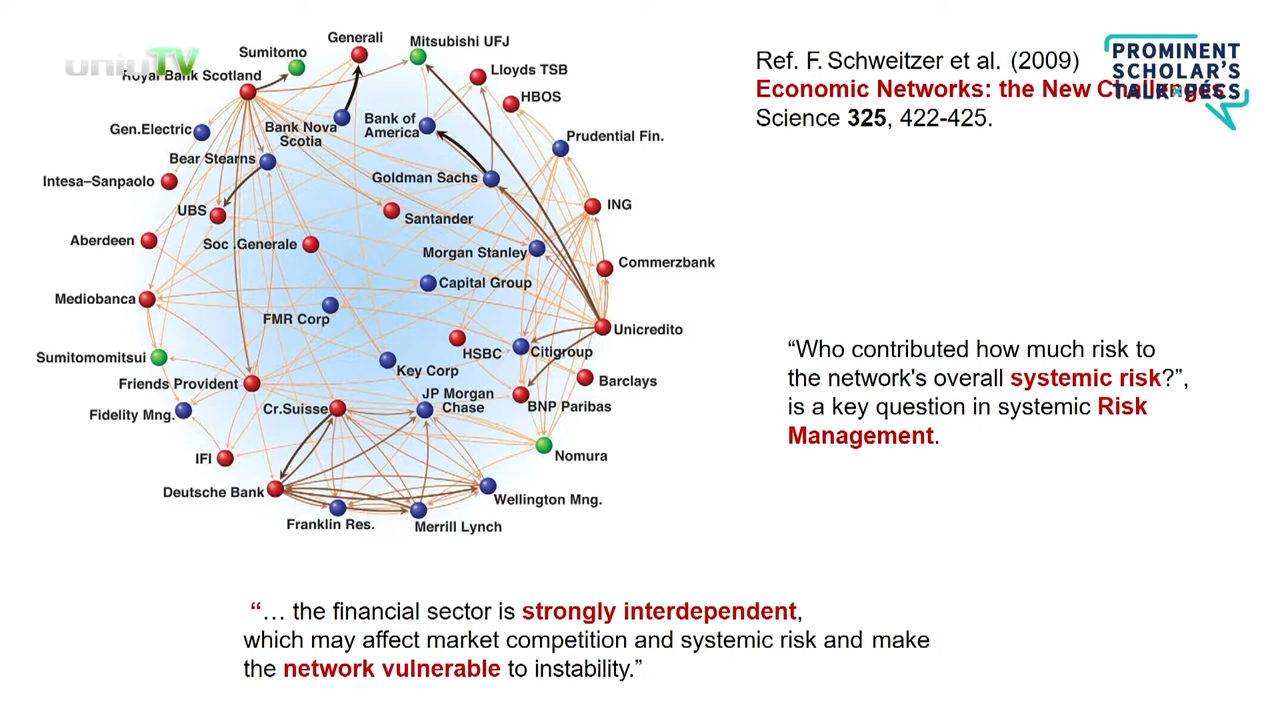 uniuTV
Generali
Mitsubishi UFJ
Sumitomo
Royal Bank Scotland
Lloyds TSB
HBOS
Gen.Electric
Bank Nova
Scotia
Bank of
America
Prudential Fin.
Bear Stearns
Intesa–Sanpaolo
Goldman Sachs
UBS
Santander
ING
Aberdeen
Soc .Generale
Morgan Stanley
Commerzbank
Capital Group
Mediobanca
FMR Corp
Unicredito
Sumitomomitsui
HSBC
Citigroup
Key Corp
Friends Provident
Barclays
JP Morgan
Chase
BNP Paribas
Fidelity Mng.
Cr.Suisse
IFI
Nomura
Deutsche Bank
Wellington Mng.
Franklin Res.
Merrill Lynch
Ref. F. Schweitzer et al. (2009)
Economic Networks: the New Challenges
Science 325, 422-425.
PROMINENT
SCHOLAR'S
TALK×PÉCS
“Who contributed how much risk to
the network's overall systemic risk?”,
is a key question in systemic Risk
Management.
“… the financial sector is strongly interdependent,
which may affect market competition and systemic risk and make
the network vulnerable to instability.”